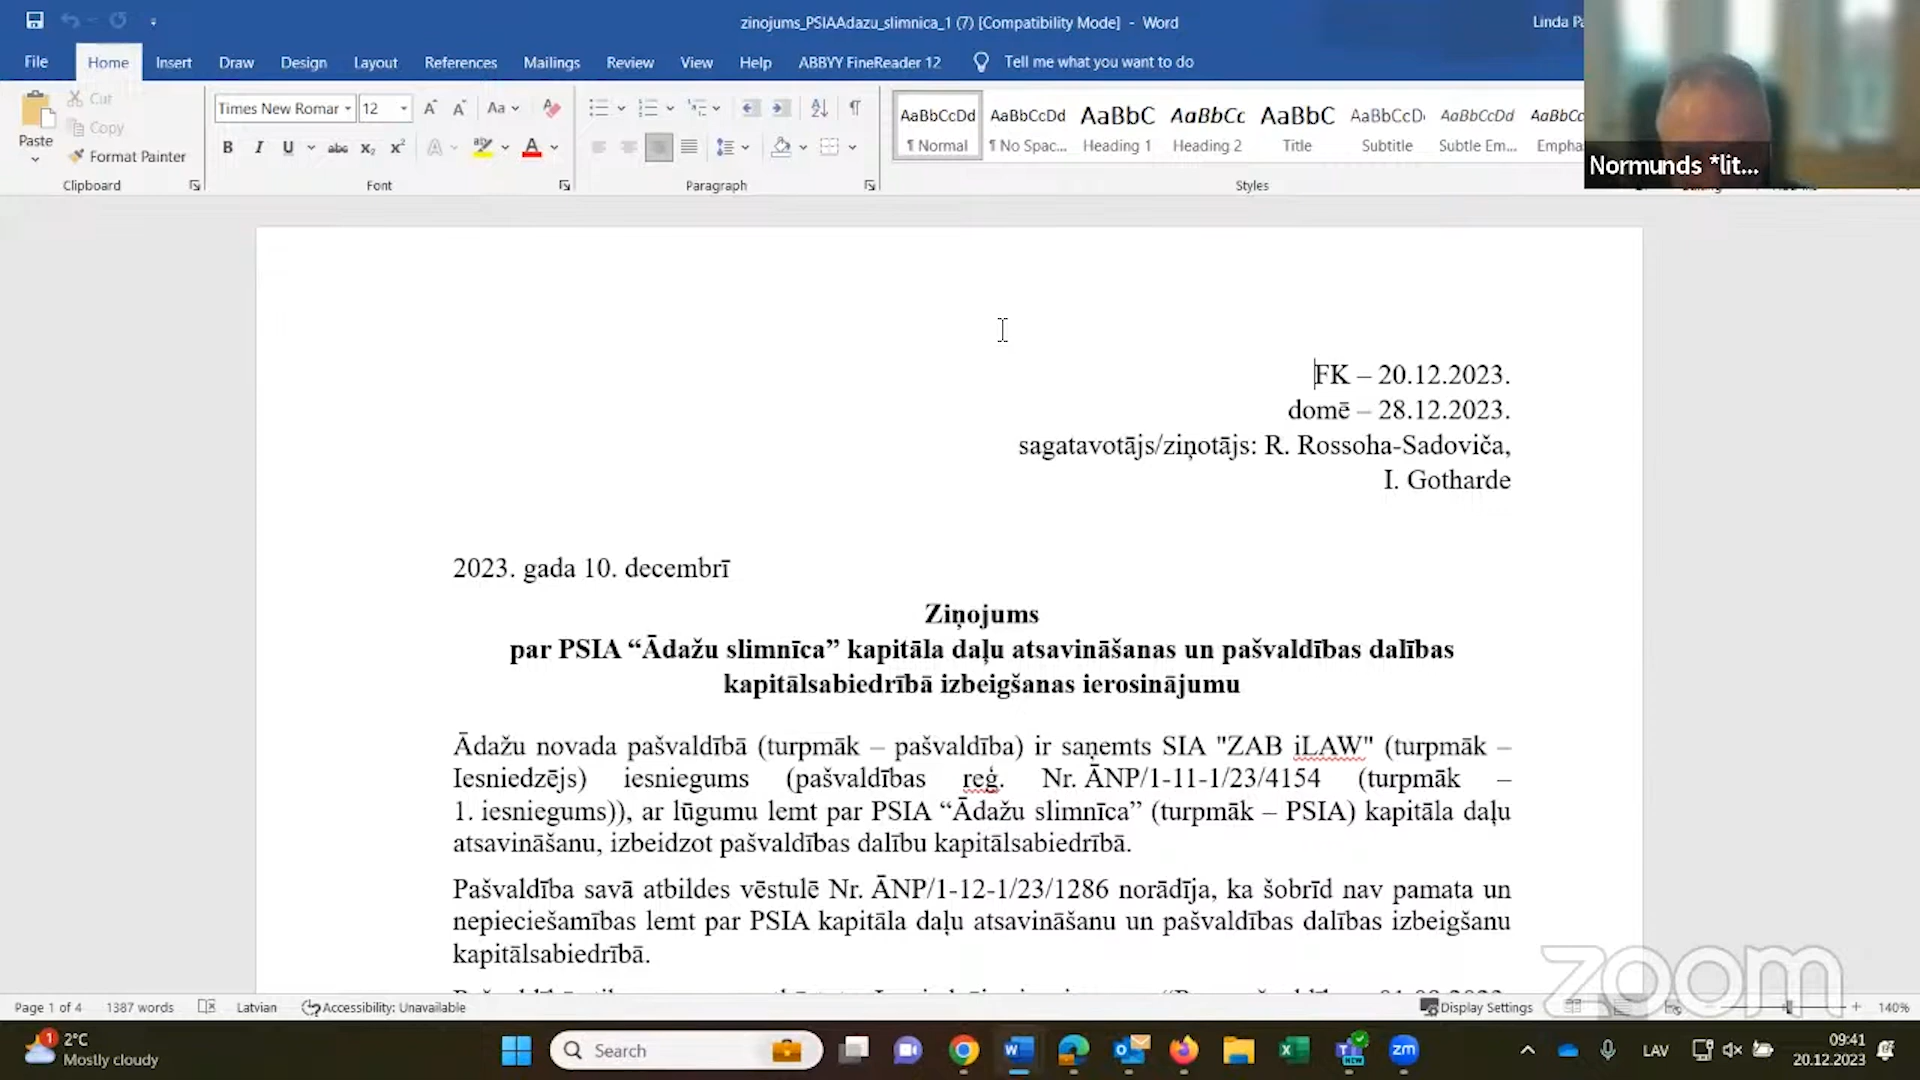 zinojums_PSIAAdazu_slimnica_1 (7) [Compatibility Mode] - Word
Linda
File Home Insert Draw Design Layout References Mailings Review View Help ABBYY FineReader 12 Tell me what you want to do
Paste
Cut
Copy
Format Painter
Clipboard
Times New Romar 12
Font
Paragraph
AaBbCcDd AaBbCcDd AaBbC AaBbCc AaBbC AaBbCcD AaBbCcDd AaBbCc
¶ Normal ¶ No Spac... Heading 1 Heading 2 Title Subtitle Subtle Em... Empha
Styles
Normunds *lit...
FK – 20.12.2023.
domē – 28.12.2023.
sagatavotājs/ziņotājs: R. Rossoha-Sadoviča,
I. Gotharde
2023. gada 10. decembrī
Ziņojums
par PSIA “Ādažu slimnīca” kapitāla daļu atsavināšanas un pašvaldības dalības
kapitālsabiedrībā izbeigšanas ierosinājumu
Ādažu novada pašvaldībā (turpmāk – pašvaldība) ir saņemts SIA "ZAB iLAW" (turpmāk –
Iesniedzējs) iesniegums (pašvaldības reģ. Nr. ĀNP/1-11-1/23/4154 (turpmāk –
1. iesniegums)), ar lūgumu lemt par PSIA “Ādažu slimnīca” (turpmāk – PSIA) kapitāla daļu
atsavināšanu, izbeidzot pašvaldības dalību kapitālsabiedrībā.
Pašvaldība savā atbildes vēstulē Nr. ĀNP/1-12-1/23/1286 norādīja, ka šobrīd nav pamata un
nepieciešamības lemt par PSIA kapitāla daļu atsavināšanu un pašvaldības dalības izbeigšanu
kapitālsabiedrībā.
zoom
Page 1 of 4 1387 words Latvian Accessibility: Unavailable Display Settings 140%
1
2°C
Mostly cloudy
Search
LAV
09:41
20.12.2023